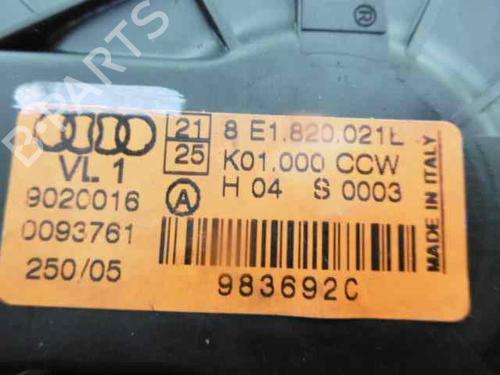 ®
21 8 E1.820.021L
25 K01.000 CCW
VL 1
9020016 A H 04 S 0003
0093761
250/05
983692C
MADE IN ITALY
B-PARTS